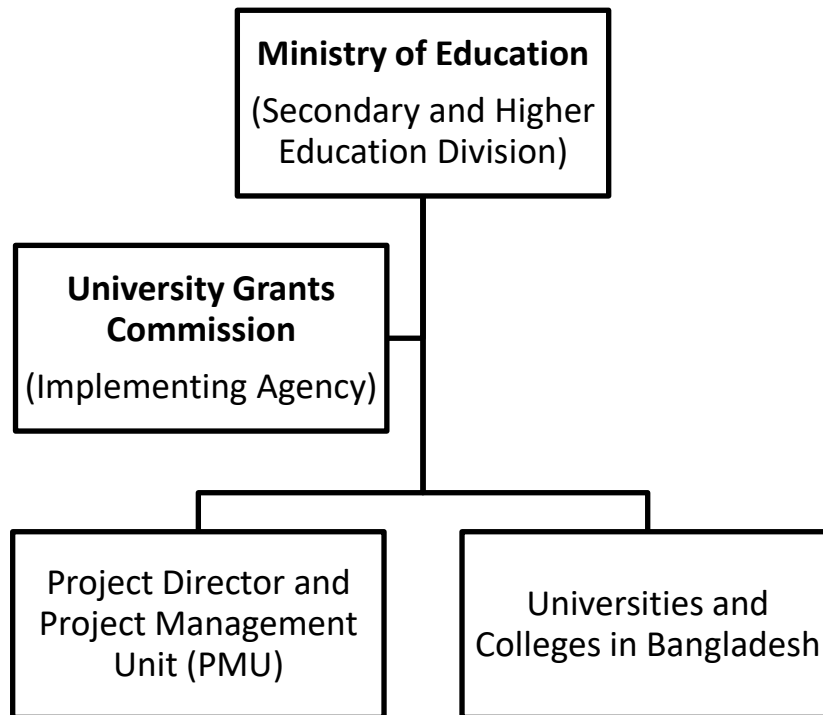 Ministry of Education
(Secondary and Higher
Education Division)
University Grants
Commission
(Implementing Agency)
Project Director and
Project Management
Unit (PMU)
Universities and
Colleges in Bangladesh